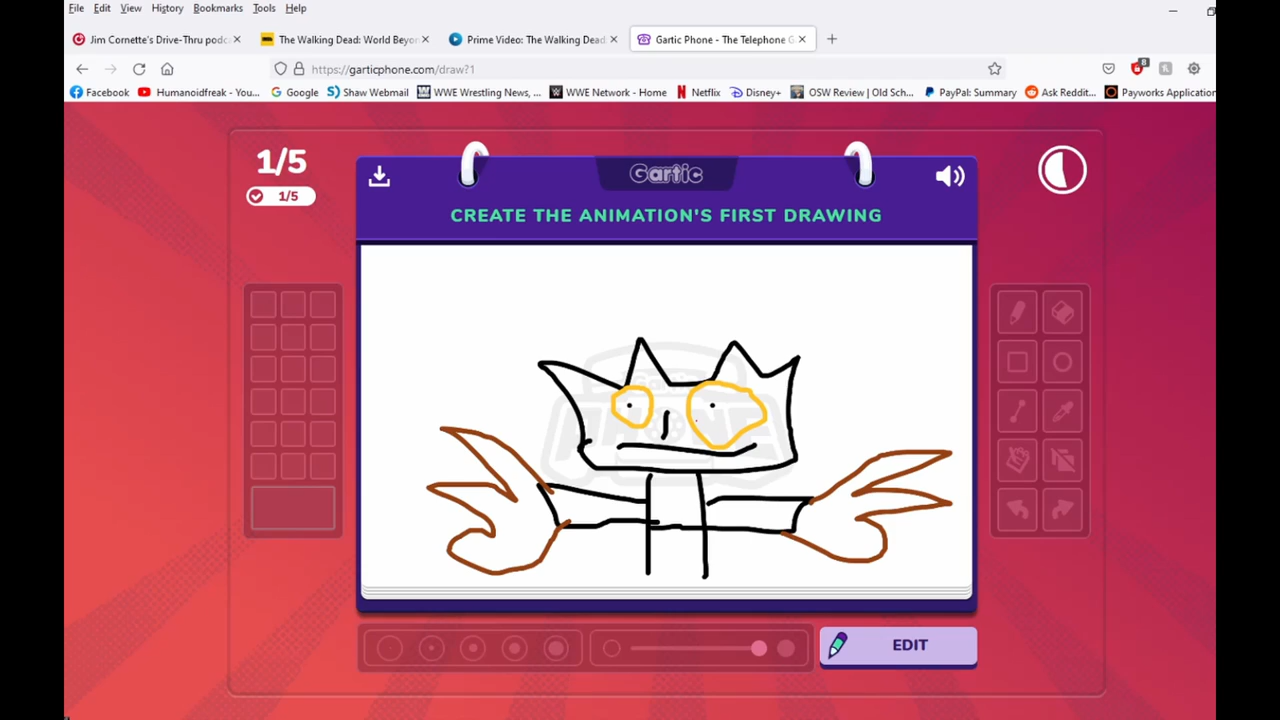 File Edit View History Bookmarks Tools Help
Jim Cornette's Drive-Thru podc
The Walking Dead: World Beyon
Prime Video: The Walking Dead
Gartic Phone - The Telephone G
https://garticphone.com/draw?1
8
Facebook Humanoidfreak - You... Google Shaw Webmail WWE Wrestling News, ... WWE Network - Home Netflix Disney+ OSW Review | Old Sch... PayPal: Summary Ask Reddit... Payworks Application
1/5
1/5
Gartic
CREATE THE ANIMATION'S FIRST DRAWING
Gartic
PHONE
EDIT